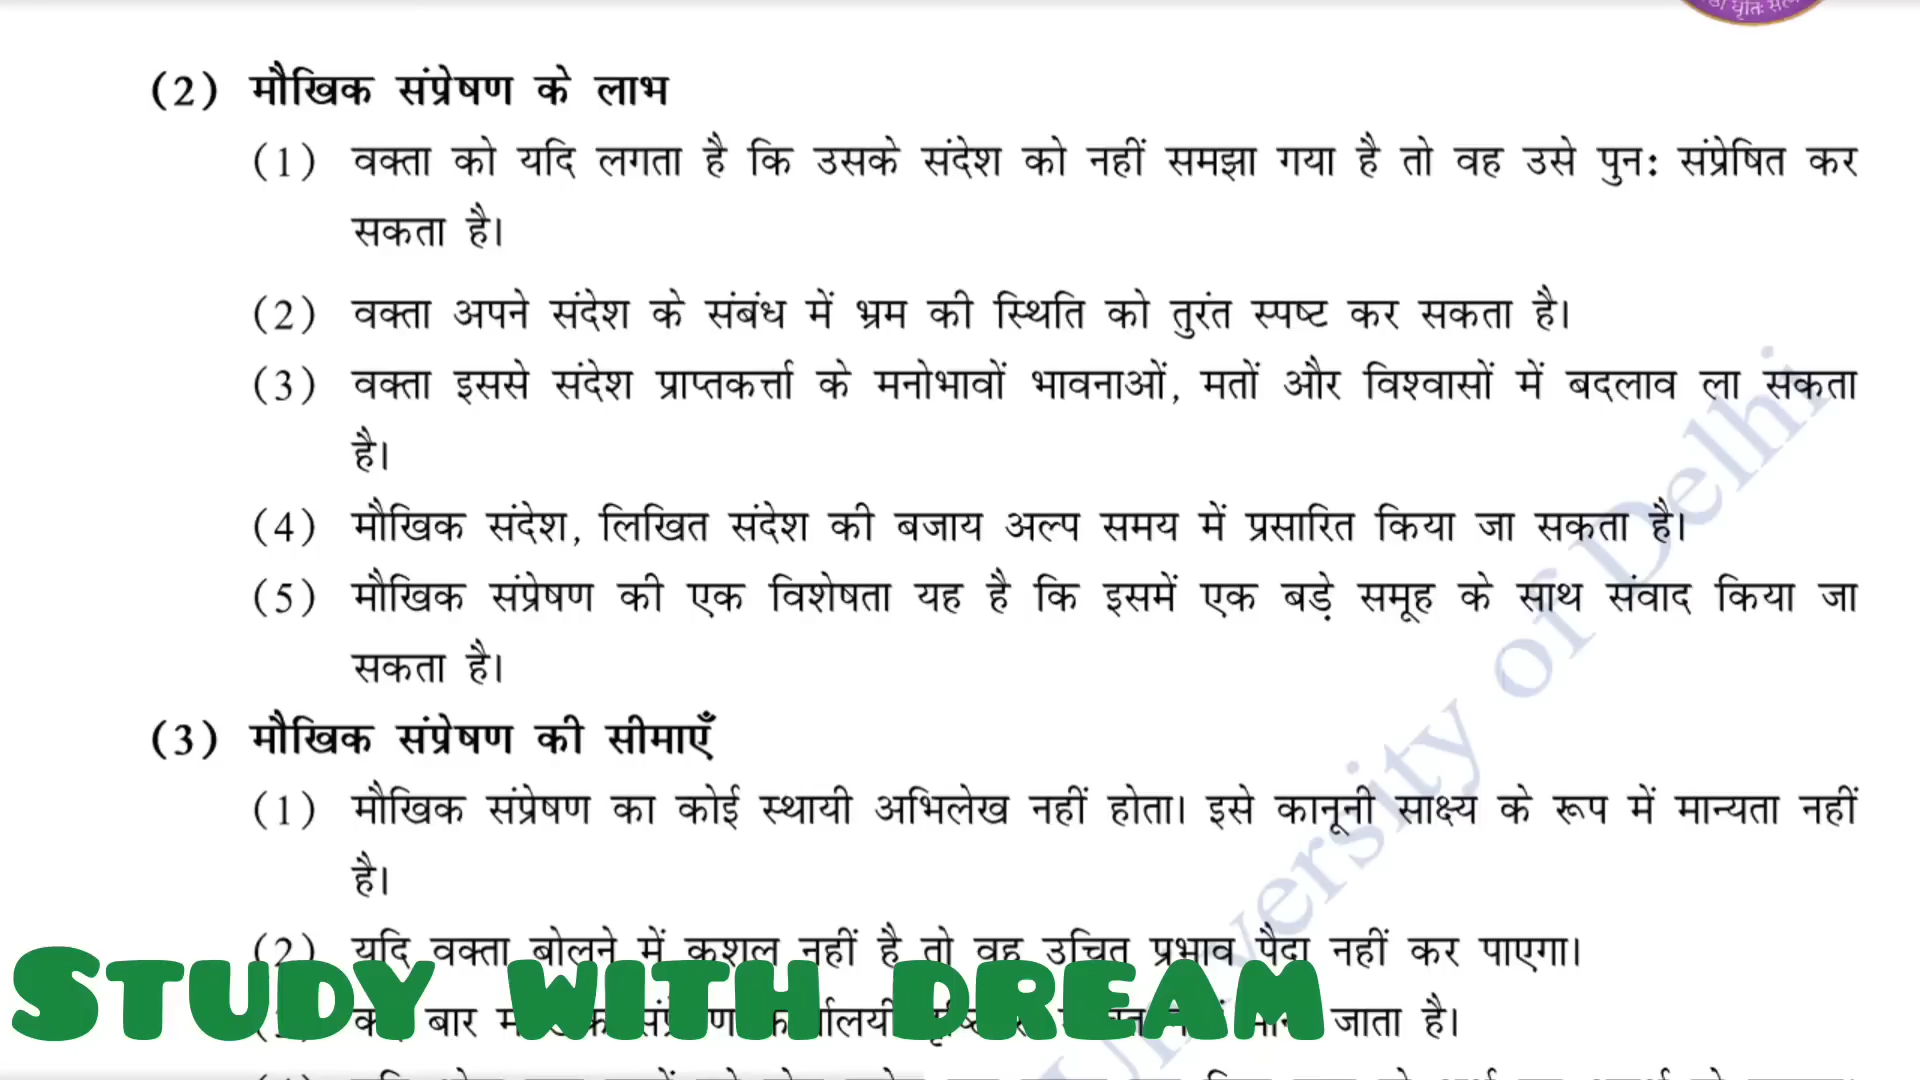 धृतिः
(2) मौखिक संप्रेषण के लाभ
(1) वक्ता को यदि लगता है कि उसके संदेश को नहीं समझा गया है तो वह उसे पुनः संप्रेषित कर
सकता है।
(2) वक्ता अपने संदेश के संबंध में भ्रम की स्थिति को तुरंत स्पष्ट कर सकता है।
(3) वक्ता इससे संदेश प्राप्तकर्त्ता के मनोभावों भावनाओं, मतों और विश्वासों में बदलाव ला सकता
है।
(4) मौखिक संदेश, लिखित संदेश की बजाय अल्प समय में प्रसारित किया जा सकता है।
(5) मौखिक संप्रेषण की एक विशेषता यह है कि इसमें एक बड़े समूह के साथ संवाद किया जा
सकता है।
(3) मौखिक संप्रेषण की सीमाएँ
(1) मौखिक संप्रेषण का कोई स्थायी अभिलेख नहीं होता। इसे कानूनी साक्ष्य के रूप में मान्यता नहीं
है।
(2) यदि वक्ता बोलने में कुशल नहीं है तो वह उचित प्रभाव पैदा नहीं कर पाएगा।
बार जाता है।
STUDY WITH DREAM
University of Delhi